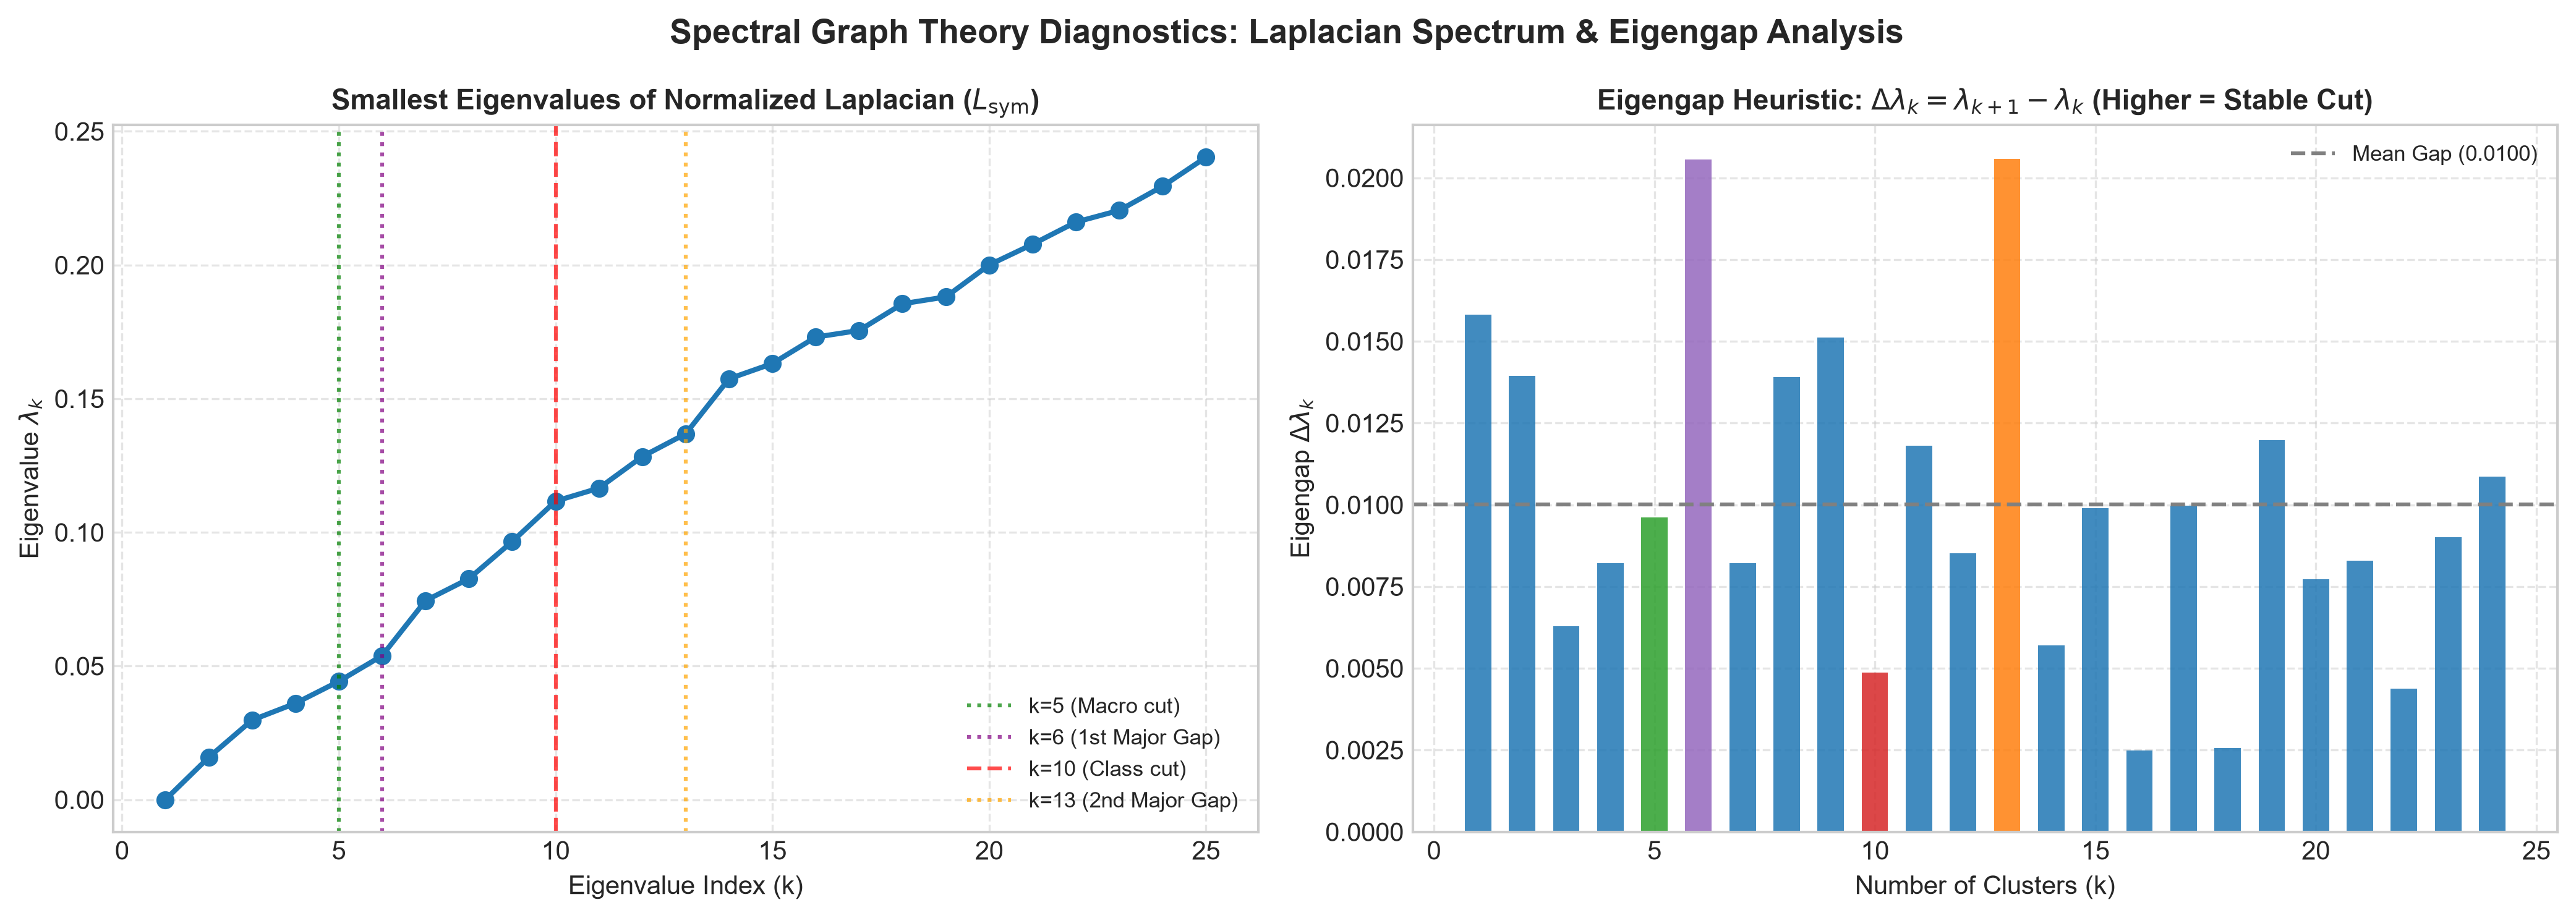 Spectral Graph Theory Diagnostics: Laplacian Spectrum & Eigengap Analysis
Smallest Eigenvalues of Normalized Laplacian (L_sym)
0.25
0.20
0.15
0.10
0.05
0.00
Eigenvalue λ_k
0 5 10 15 20 25
Eigenvalue Index (k)
k=5 (Macro cut)
k=6 (1st Major Gap)
k=10 (Class cut)
k=13 (2nd Major Gap)
Eigengap Heuristic: Δλ_k = λ_{k+1} − λ_k (Higher = Stable Cut)
Mean Gap (0.0100)
0.0200
0.0175
0.0150
0.0125
0.0100
0.0075
0.0050
0.0025
0.0000
Eigengap Δλ_k
0 5 10 15 20 25
Number of Clusters (k)